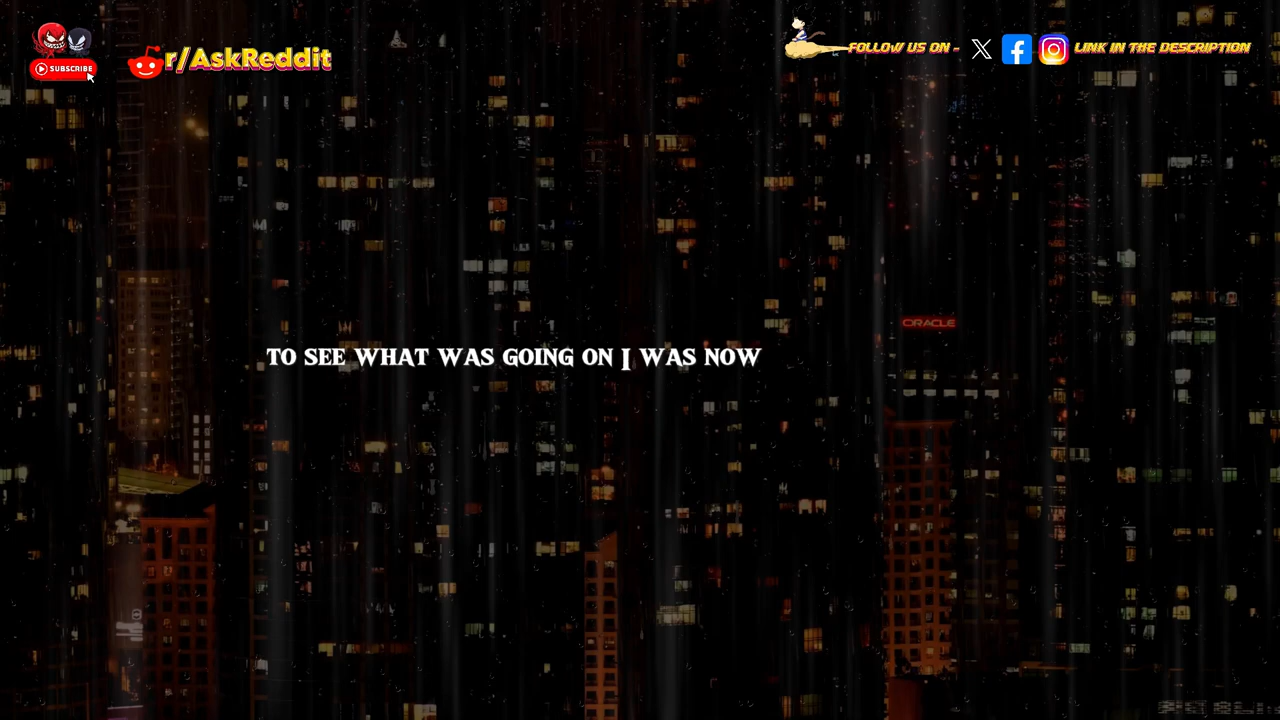 SUBSCRIBE
r/AskReddit
FOLLOW US ON -
LINK IN THE DESCRIPTION
ORACLE
TO SEE WHAT WAS GOING ON I WAS NOW